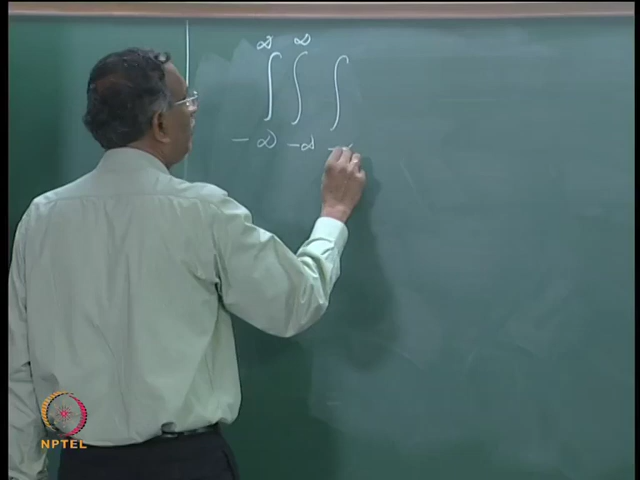 ∞ ∞
∫ ∫ ∫
-∞ -∞ -
NPTEL